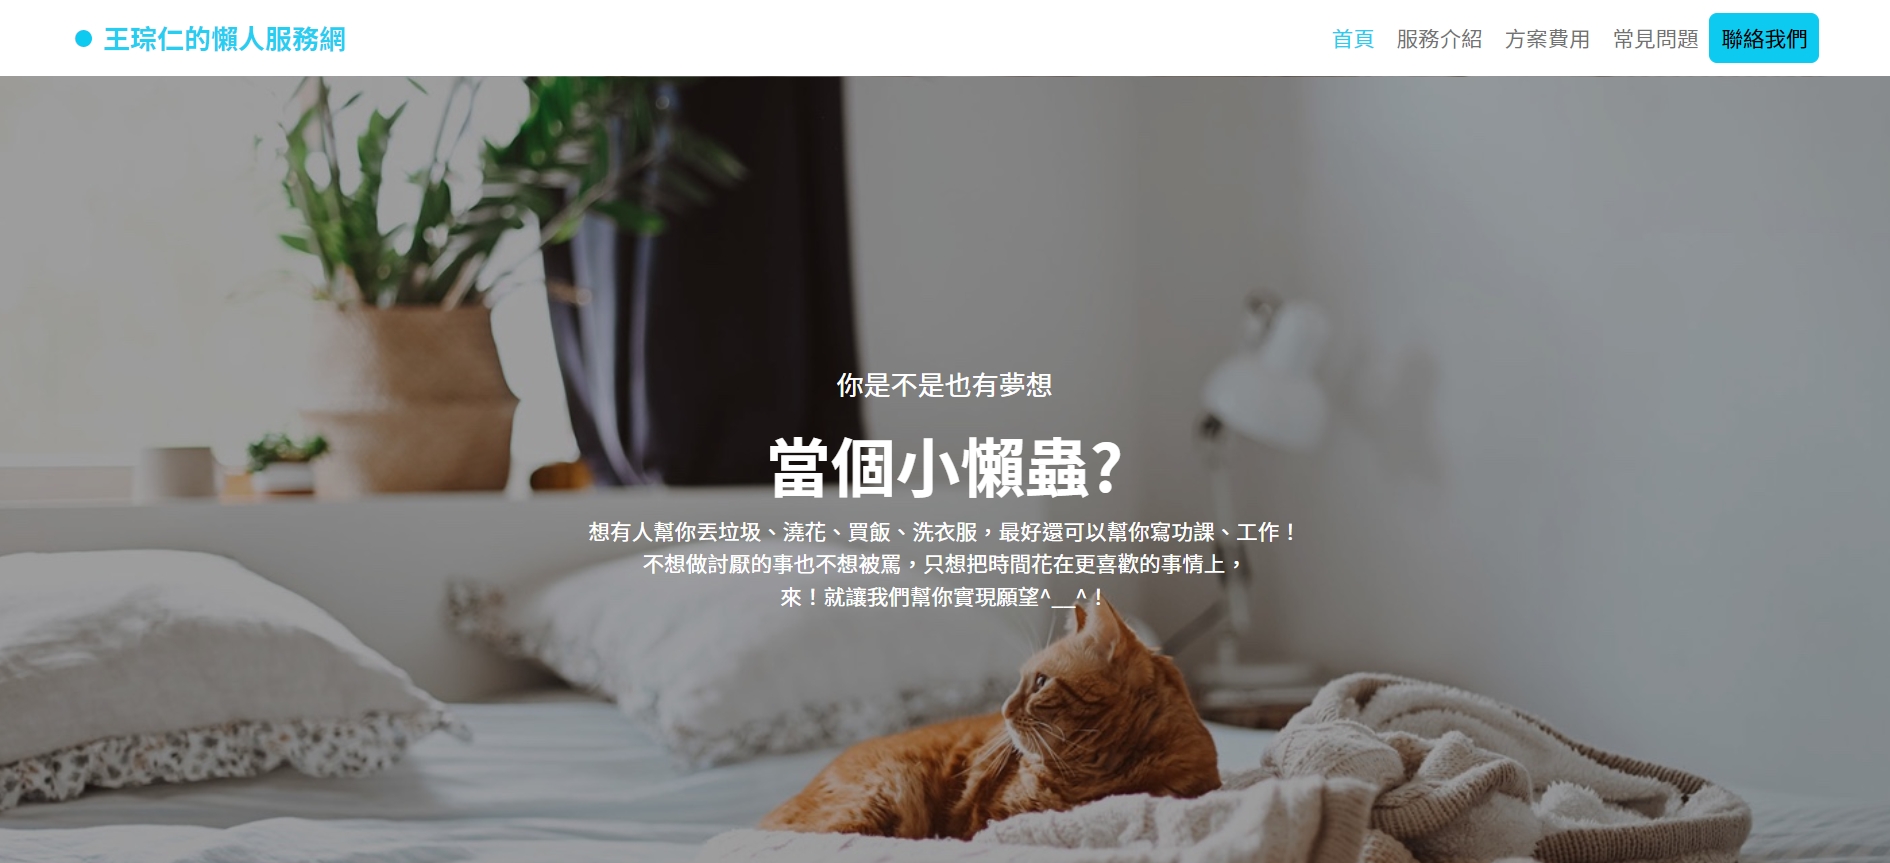 王琮仁的懶人服務網
首頁 服務介紹 方案費用 常見問題 聯絡我們
你是不是也有夢想
當個小懶蟲?
想有人幫你丟垃圾、澆花、買飯、洗衣服，最好還可以幫你寫功課、工作！
不想做討厭的事也不想被罵，只想把時間花在更喜歡的事情上，
來！就讓我們幫你實現願望^__^！